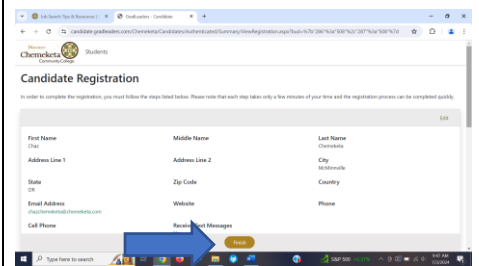 Job Search Tips & Resources |
GradLeaders - Candidate
candidate.gradleaders.com/Chemeketa/Candidates/Authenticated/Summary/ViewRegistration.aspx
Discover
Chemeketa
Community College
Students
Candidate Registration
In order to complete the registration, you must follow the steps listed below. Please note that each step takes only a few minutes of your time and the registration process can be completed quickly.
Edit
First Name
Middle Name
Last Name
Chaz
Chemeketa
Address Line 1
Address Line 2
City
McMinnville
State
Zip Code
Country
OR
Email Address
Website
Phone
chazchemeketa@chemeketa.com
Cell Phone
Receive Text Messages
Finish
Type here to search
S&P 500
9:47 AM